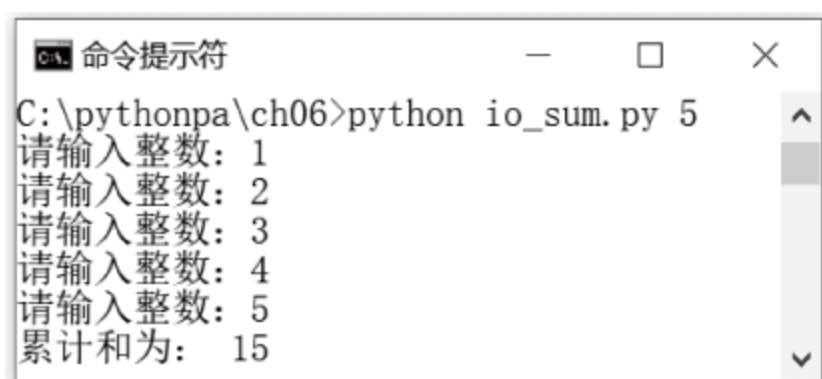 命令提示符
C:\pythonpa\ch06>python io_sum.py 5
请输入整数：1
请输入整数：2
请输入整数：3
请输入整数：4
请输入整数：5
累计和为： 15